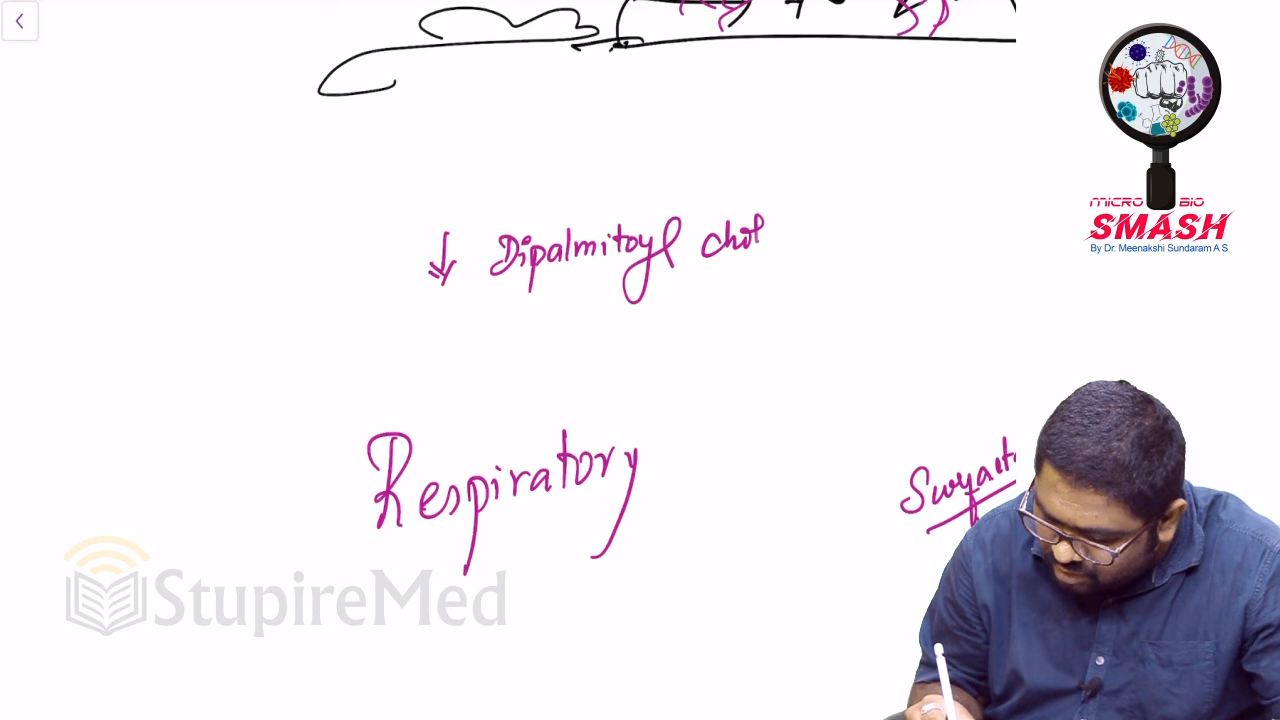 MICRO BIO
SMASH
By Dr. Meenakshi Sundaram A S
↓ Dipalmitoyl chol
Respiratory
StupireMed